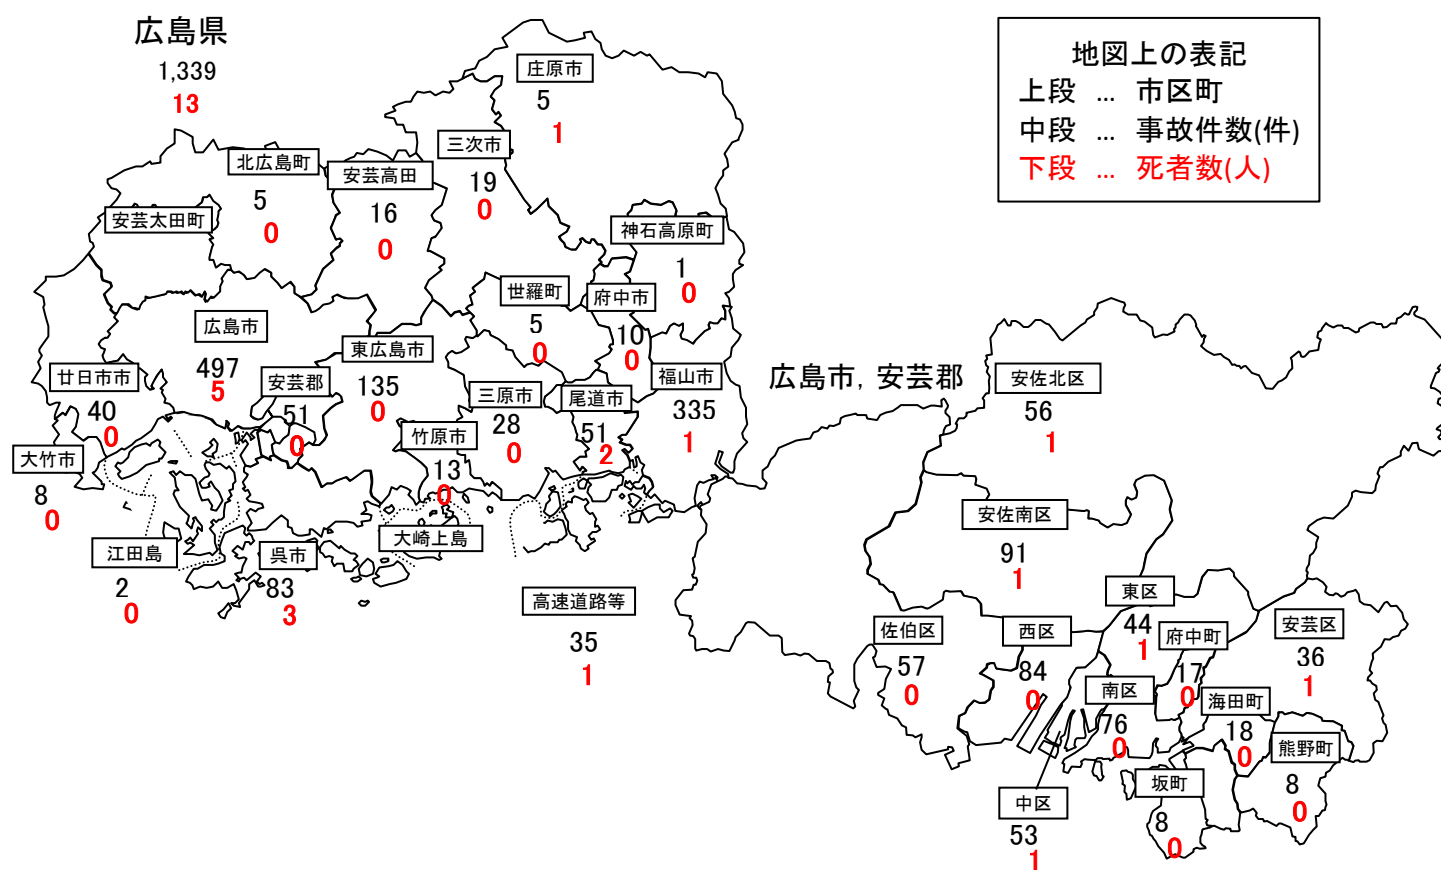 広島県
1,339
13
地図上の表記
上段 … 市区町
中段 … 事故件数(件)
下段 … 死者数(人)
庄原市
5
1
三次市
19
0
北広島町
5
0
安芸高田
16
0
安芸太田町
神石高原町
1
0
世羅町
5
0
府中市
10
0
広島市
497
5
東広島市
135
0
安芸郡
51
0
廿日市市
40
0
三原市
28
0
尾道市
51
2
福山市
335
1
竹原市
13
0
大竹市
8
0
江田島
2
0
呉市
83
3
大崎上島
高速道路等
35
1
広島市, 安芸郡
安佐北区
56
1
安佐南区
91
1
東区
44
1
府中町
17
0
安芸区
36
1
佐伯区
57
0
西区
84
0
南区
76
0
海田町
18
0
熊野町
8
0
坂町
8
0
中区
53
1